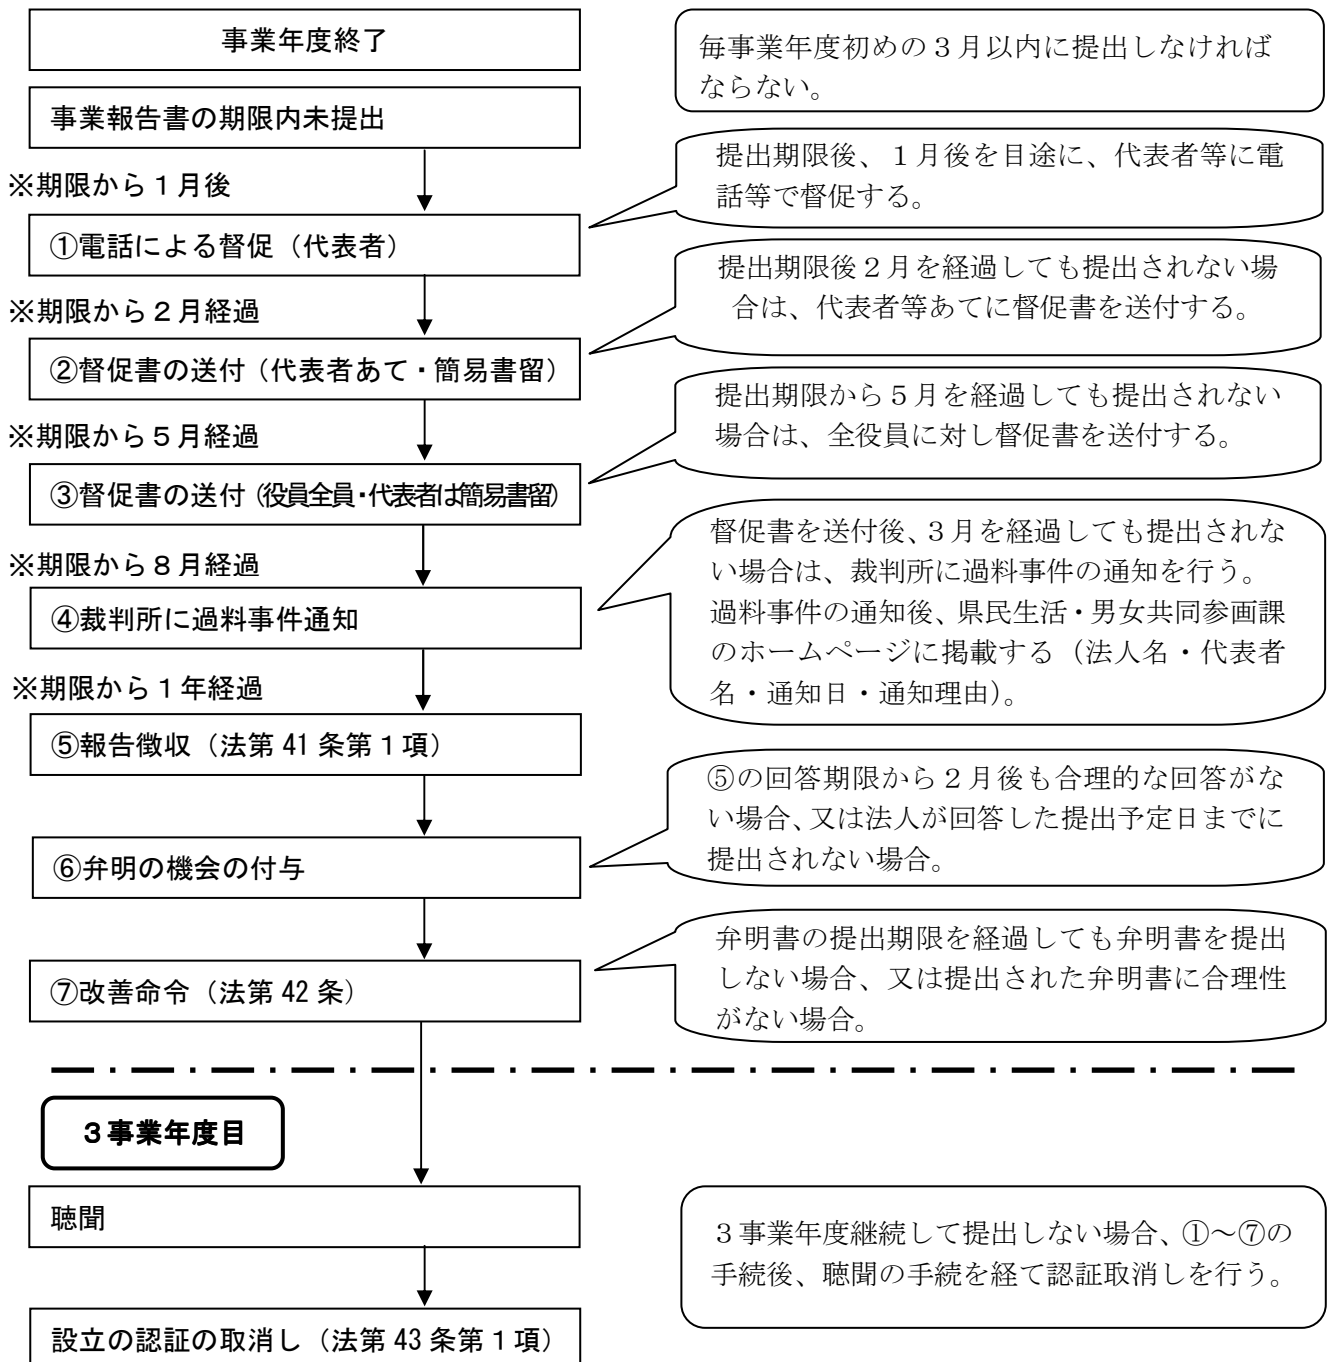 事業年度終了
毎事業年度初めの３月以内に提出しなければ
ならない。
事業報告書の期限内未提出
提出期限後、１月後を目途に、代表者等に電
話等で督促する。
※期限から１月後
①電話による督促（代表者）
提出期限後２月を経過しても提出されない場
合は、代表者等あてに督促書を送付する。
※期限から２月経過
②督促書の送付（代表者あて・簡易書留）
提出期限から５月を経過しても提出されない
場合は、全役員に対し督促書を送付する。
※期限から５月経過
③督促書の送付（役員全員・代表者は簡易書留）
督促書を送付後、３月を経過しても提出されな
い場合は、裁判所に過料事件の通知を行う。
過料事件の通知後、県民生活・男女共同参画課
のホームページに掲載する（法人名・代表者
名・通知日・通知理由）。
※期限から８月経過
④裁判所に過料事件通知
※期限から１年経過
⑤報告徴収（法第 41 条第１項）
⑤の回答期限から２月後も合理的な回答がな
い場合、又は法人が回答した提出予定日までに
提出されない場合。
⑥弁明の機会の付与
弁明書の提出期限を経過しても弁明書を提出
しない場合、又は提出された弁明書に合理性
がない場合。
⑦改善命令（法第 42 条）
３事業年度目
聴聞
３事業年度継続して提出しない場合、①～⑦の
手続後、聴聞の手続を経て認証取消しを行う。
設立の認証の取消し（法第 43 条第１項）